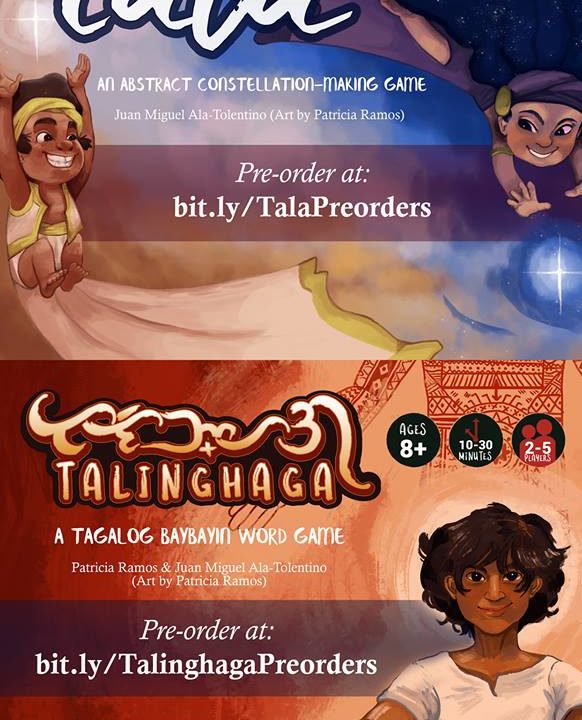 Tala
AN ABSTRACT CONSTELLATION-MAKING GAME
Juan Miguel Ala-Tolentino (Art by Patricia Ramos)
Pre-order at:
bit.ly/TalaPreorders
TALINGHAGA
AGES
8+
10-30
MINUTES
2-5
PLAYERS
A TAGALOG BAYBAYIN WORD GAME
Patricia Ramos & Juan Miguel Ala-Tolentino
(Art by Patricia Ramos)
Pre-order at:
bit.ly/TalinghagaPreorders